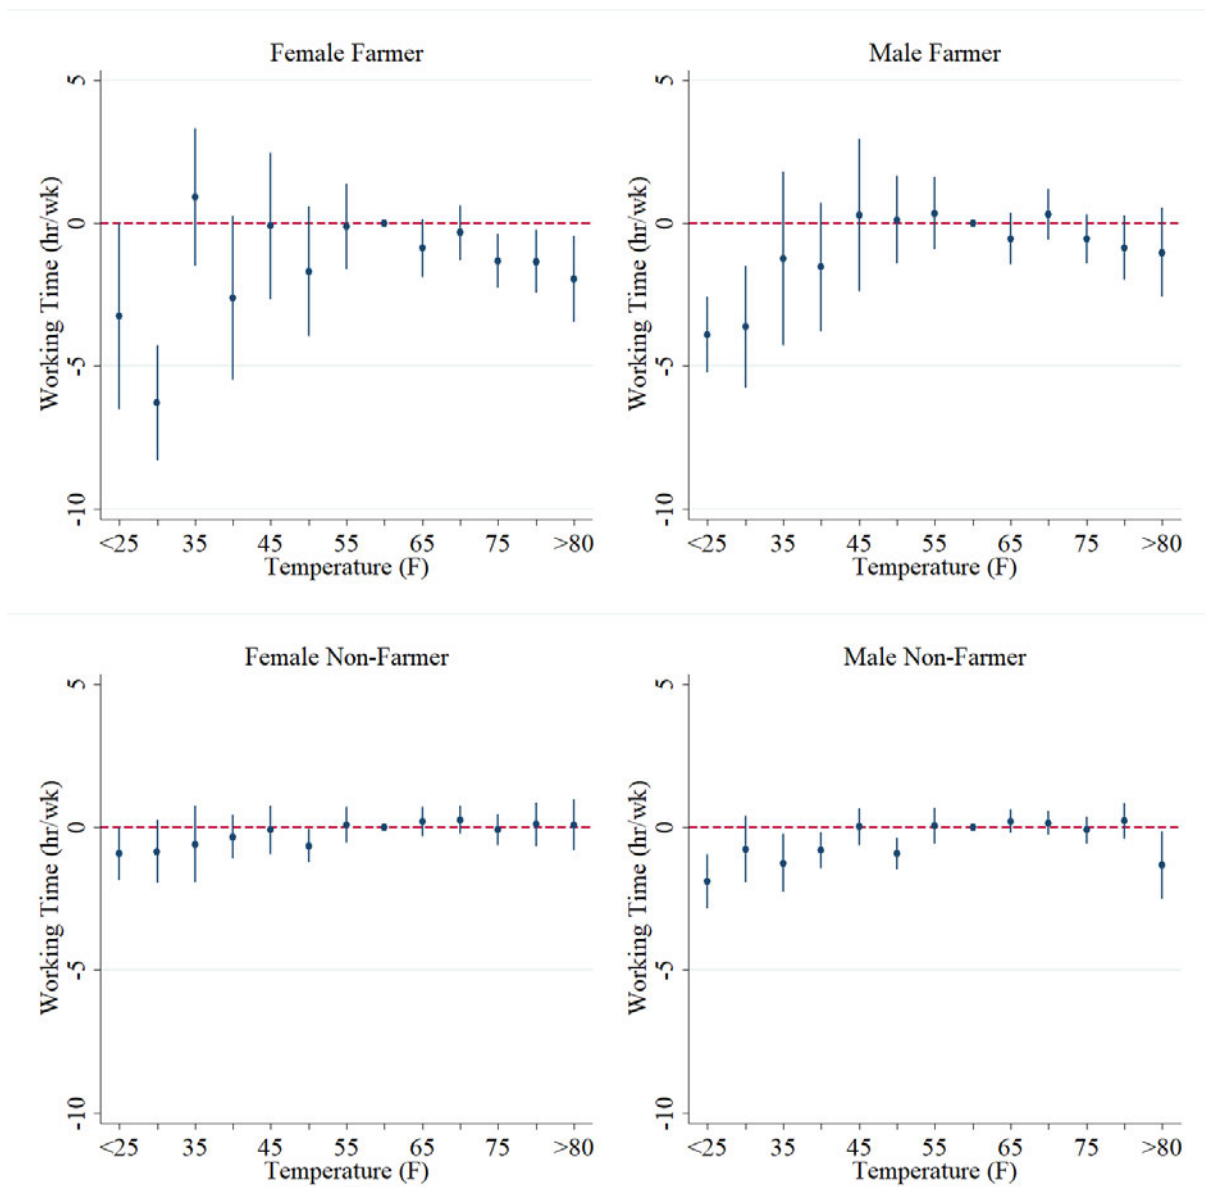 Female Farmer
Working Time (hr/wk)
5
0
-5
-10
<25 35 45 55 65 75 >80
Temperature (F)
Male Farmer
Working Time (hr/wk)
5
0
-5
-10
<25 35 45 55 65 75 >80
Temperature (F)
Female Non-Farmer
Working Time (hr/wk)
5
0
-5
-10
<25 35 45 55 65 75 >80
Temperature (F)
Male Non-Farmer
Working Time (hr/wk)
5
0
-5
-10
<25 35 45 55 65 75 >80
Temperature (F)